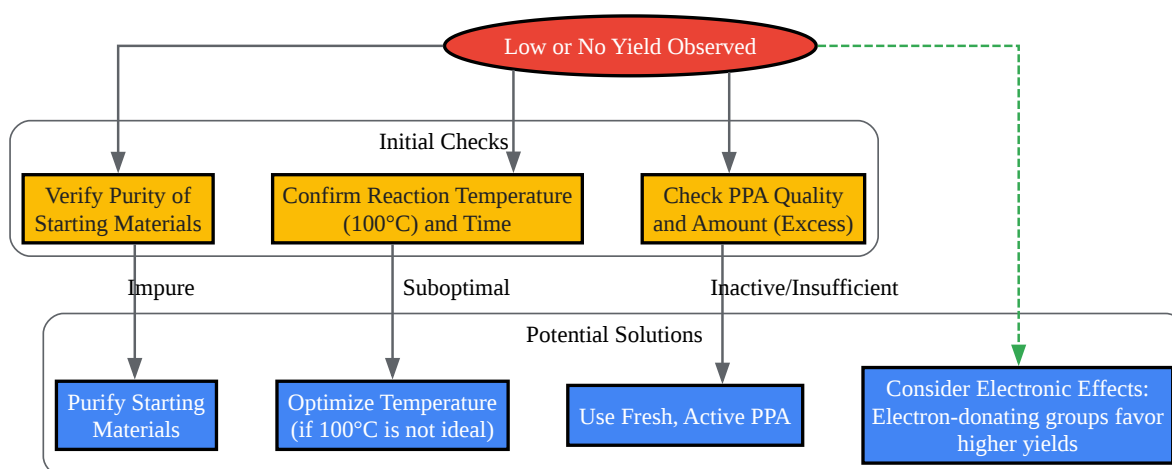 Low or No Yield Observed
Initial Checks
Verify Purity of
Starting Materials
Confirm Reaction Temperature
(100°C) and Time
Check PPA Quality
and Amount (Excess)
Impure
Suboptimal
Inactive/Insufficient
Potential Solutions
Purify Starting
Materials
Optimize Temperature
(if 100°C is not ideal)
Use Fresh, Active PPA
Consider Electronic Effects:
Electron-donating groups favor
higher yields